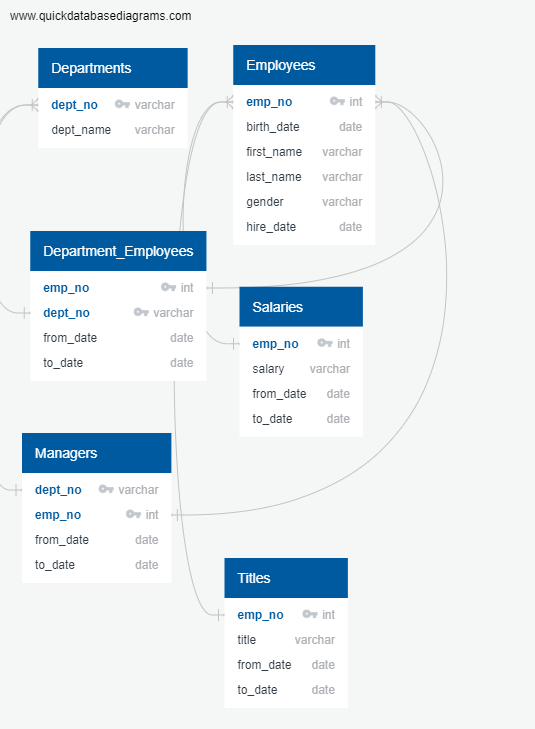 www.quickdatabasediagrams.com
Departments
dept_no varchar
dept_name varchar
Employees
emp_no int
birth_date date
first_name varchar
last_name varchar
gender varchar
hire_date date
Department_Employees
emp_no int
dept_no varchar
from_date date
to_date date
Salaries
emp_no int
salary varchar
from_date date
to_date date
Managers
dept_no varchar
emp_no int
from_date date
to_date date
Titles
emp_no int
title varchar
from_date date
to_date date